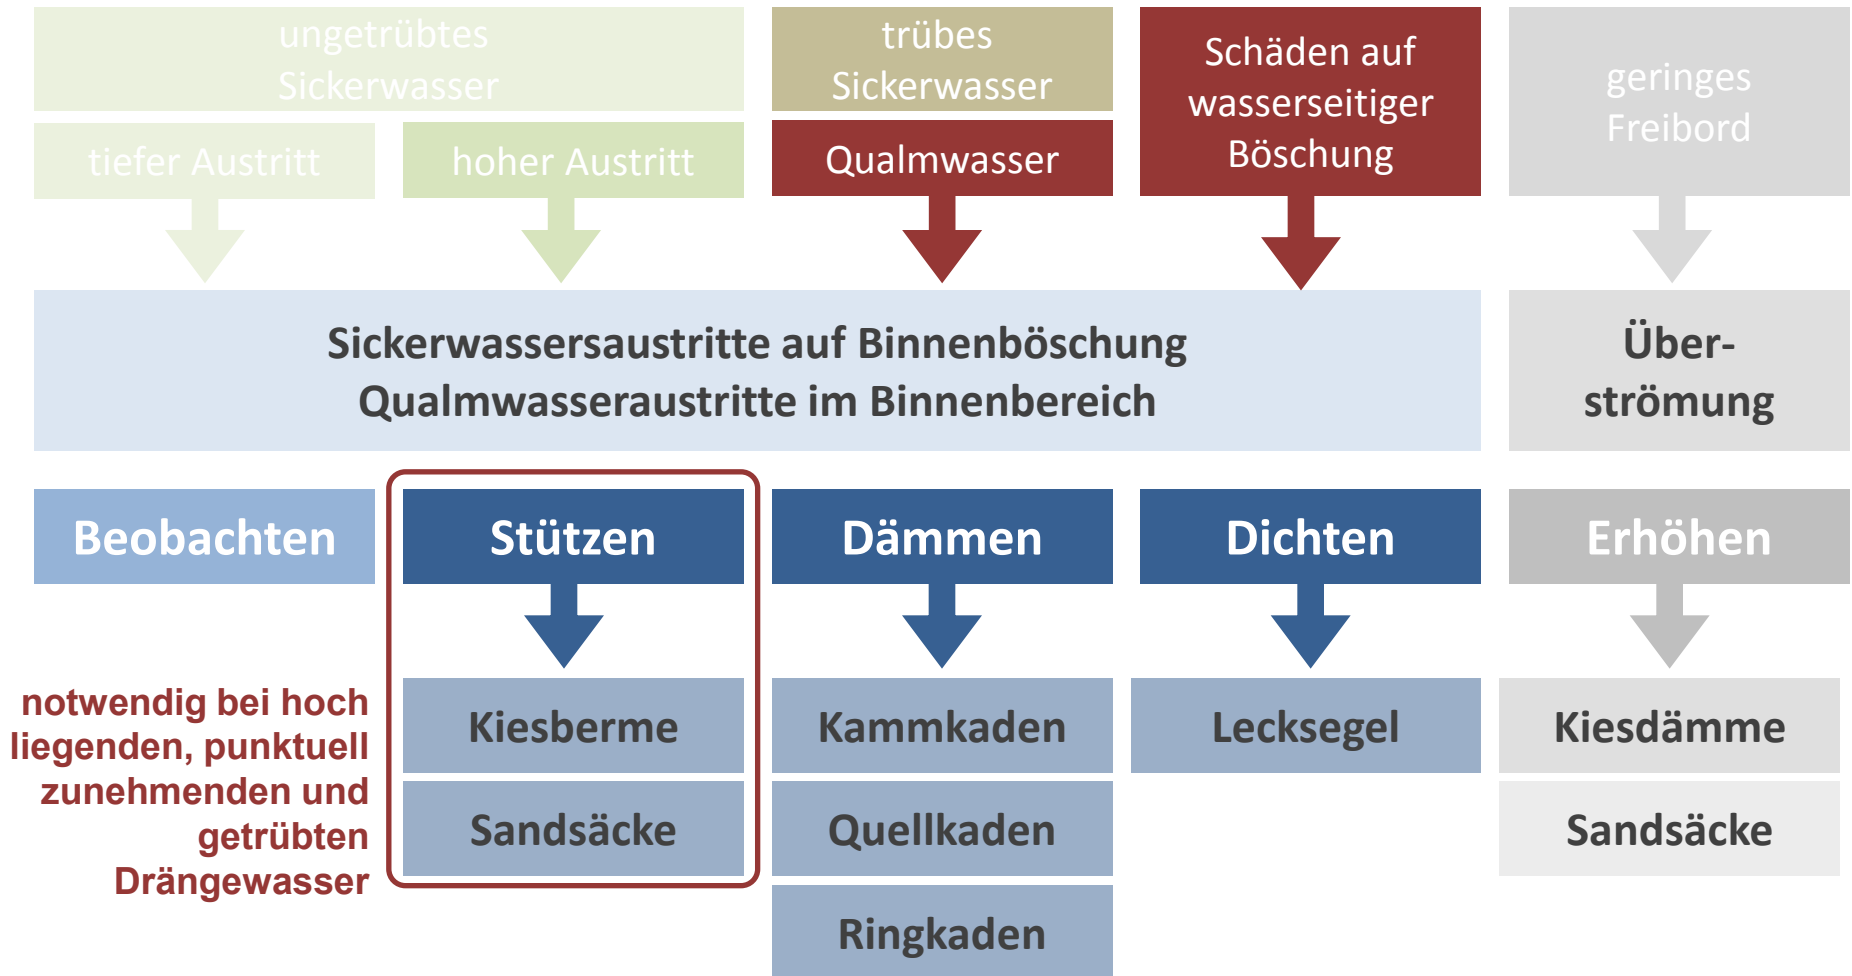 ungetrübtes
Sickerwasser
tiefer Austritt
hoher Austritt
trübes
Sickerwasser
Qualmwasser
Schäden auf
wasserseitiger
Böschung
geringes
Freibord
Sickerwassersaustritte auf Binnenböschung
Qualmwasseraustritte im Binnenbereich
Über-
strömung
Beobachten
Stützen
Dämmen
Dichten
Erhöhen
notwendig bei hoch
liegenden, punktuell
zunehmenden und
getrübten
Drängewasser
Kiesberme
Sandsäcke
Kammkaden
Quellkaden
Ringkaden
Lecksegel
Kiesdämme
Sandsäcke